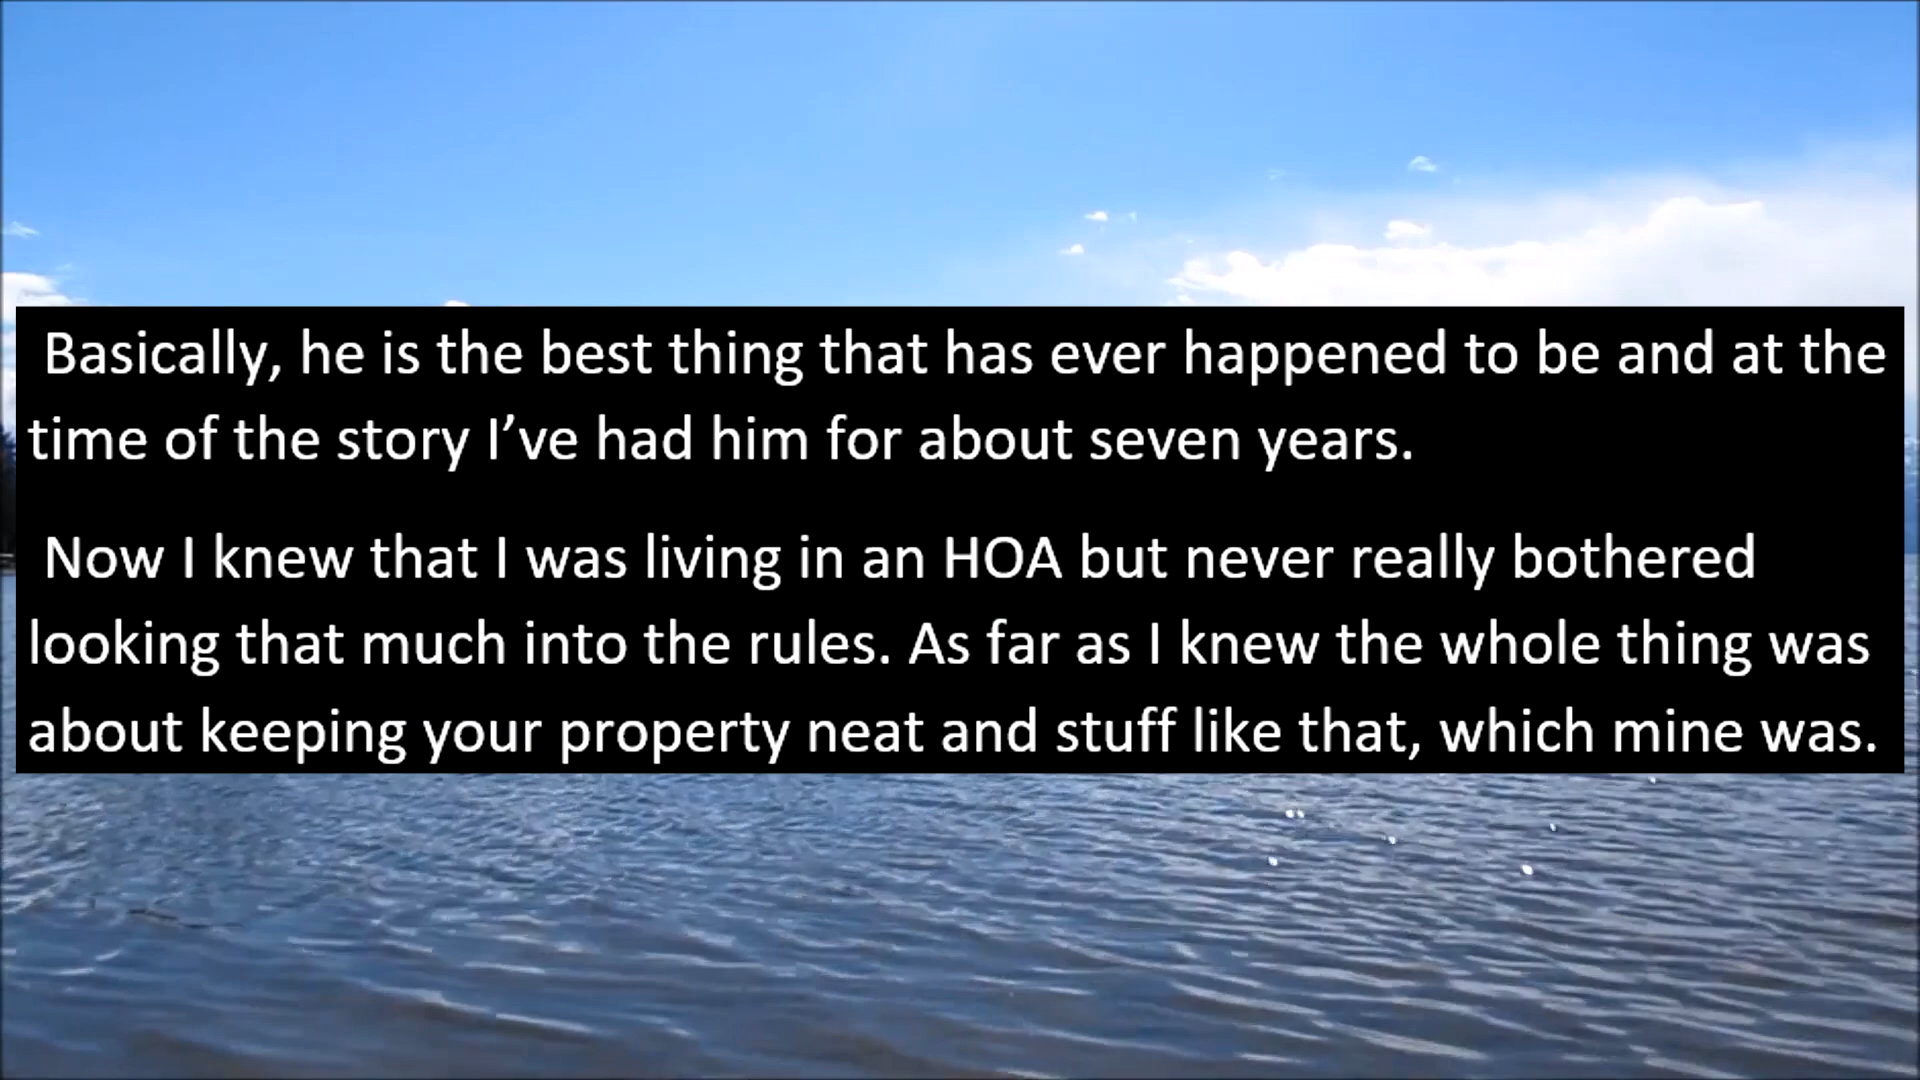 Basically, he is the best thing that has ever happened to be and at the
time of the story I’ve had him for about seven years.
Now I knew that I was living in an HOA but never really bothered
looking that much into the rules. As far as I knew the whole thing was
about keeping your property neat and stuff like that, which mine was.